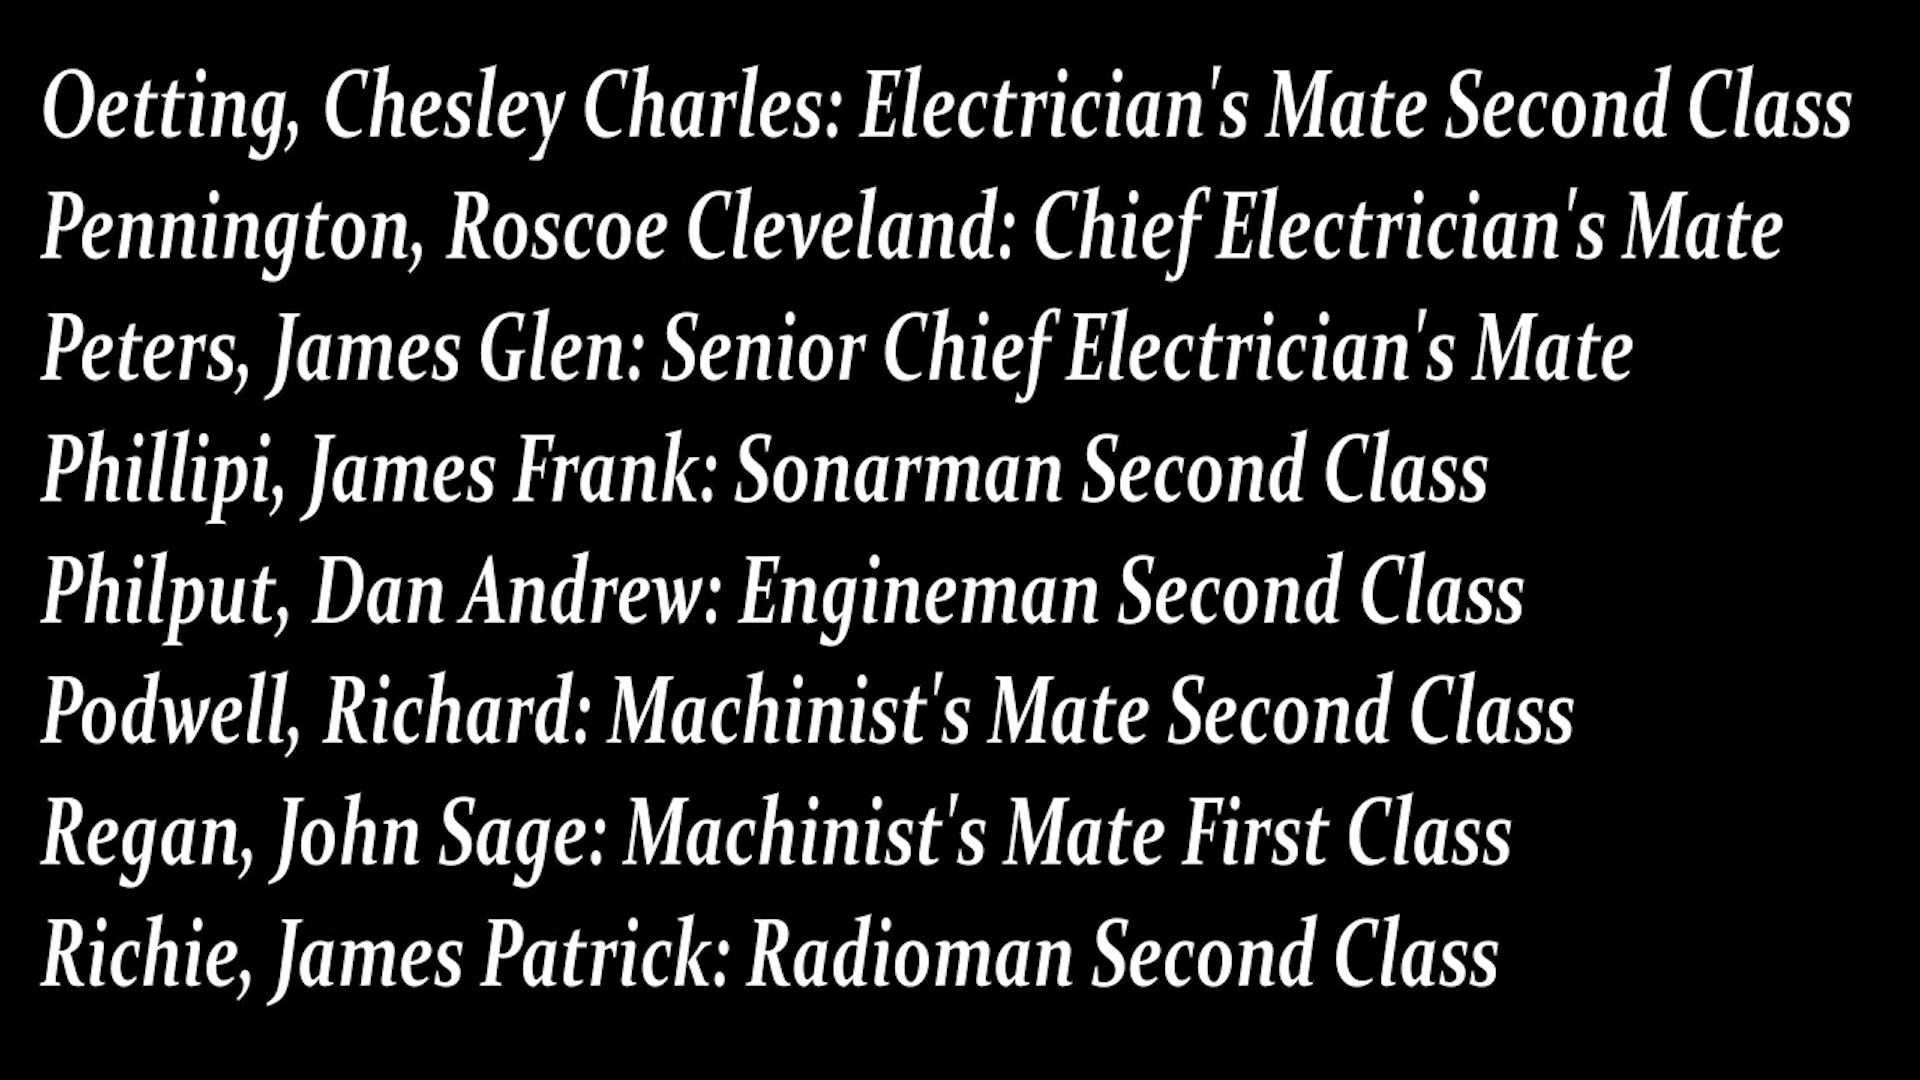 Oetting, Chesley Charles: Electrician's Mate Second Class
Pennington, Roscoe Cleveland: Chief Electrician's Mate
Peters, James Glen: Senior Chief Electrician's Mate
Phillipi, James Frank: Sonarman Second Class
Philput, Dan Andrew: Engineman Second Class
Podwell, Richard: Machinist's Mate Second Class
Regan, John Sage: Machinist's Mate First Class
Richie, James Patrick: Radioman Second Class